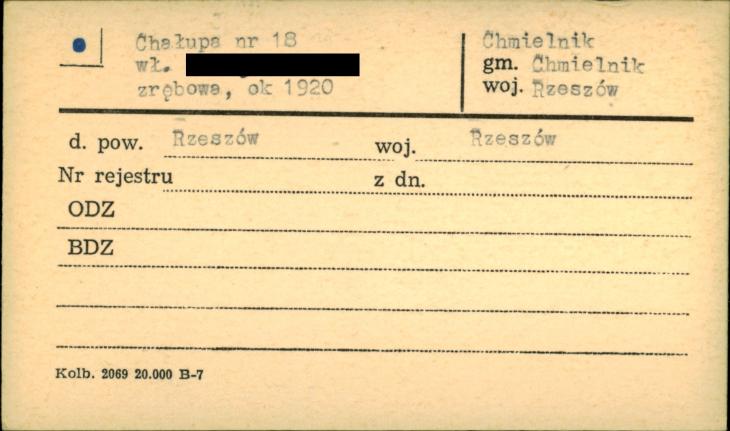 Chałupa nr 18
wł.
zrębowa, ok 1920
Chmielnik
gm. Chmielnik
woj. Rzeszów
d. pow. Rzeszów woj. Rzeszów
Nr rejestru z dn.
ODZ
BDZ
Kolb. 2069 20.000 B-7